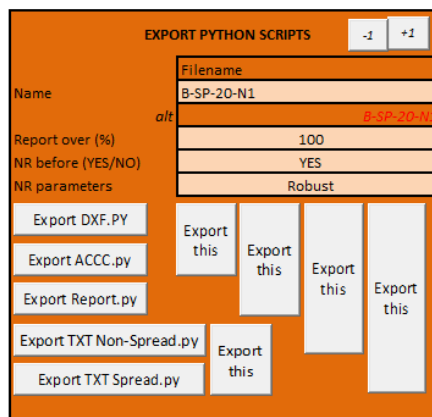 EXPORT PYTHON SCRIPTS -1 +1
Filename
Name B-SP-20-N1
alt B-SP-20-N1
Report over (%) 100
NR before (YES/NO) YES
NR parameters Robust
Export DXF.PY
Export ACCC.py
Export Report.py
Export TXT Non-Spread.py
Export TXT Spread.py
Export
this
Export
this
Export
this
Export
this
Export
this